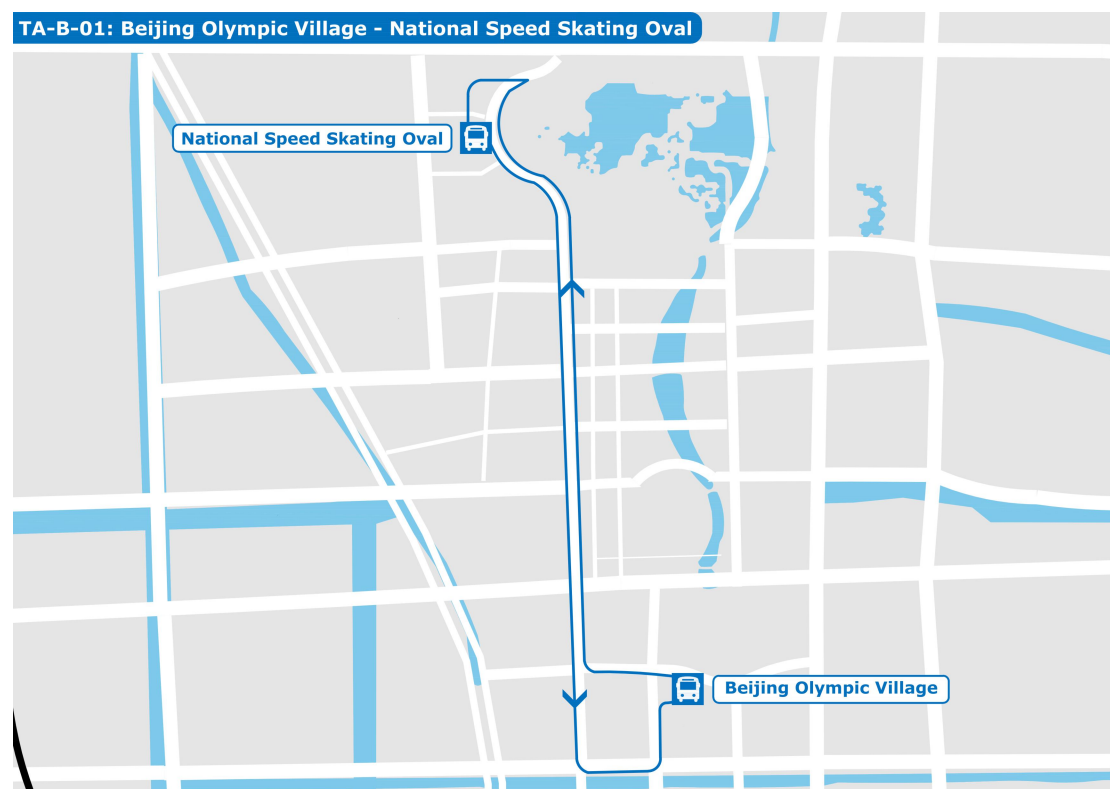 TA-B-01: Beijing Olympic Village - National Speed Skating Oval
National Speed Skating Oval
Beijing Olympic Village